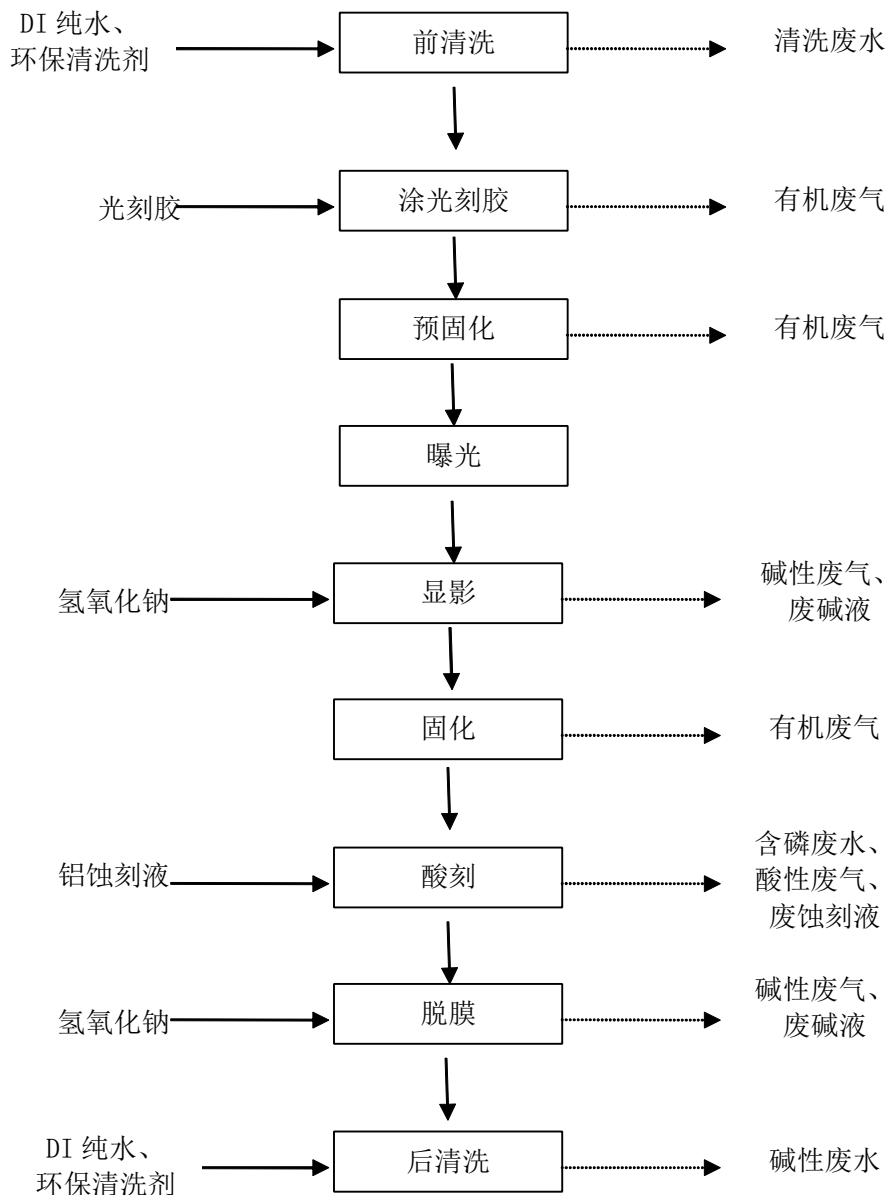 DI 纯水、
环保清洗剂
前清洗
清洗废水
光刻胶
涂光刻胶
有机废气
预固化
有机废气
曝光
氢氧化钠
显影
碱性废气、
废碱液
固化
有机废气
铝蚀刻液
酸刻
含磷废水、
酸性废气、
废蚀刻液
氢氧化钠
脱膜
碱性废气、
废碱液
DI 纯水、
环保清洗剂
后清洗
碱性废水